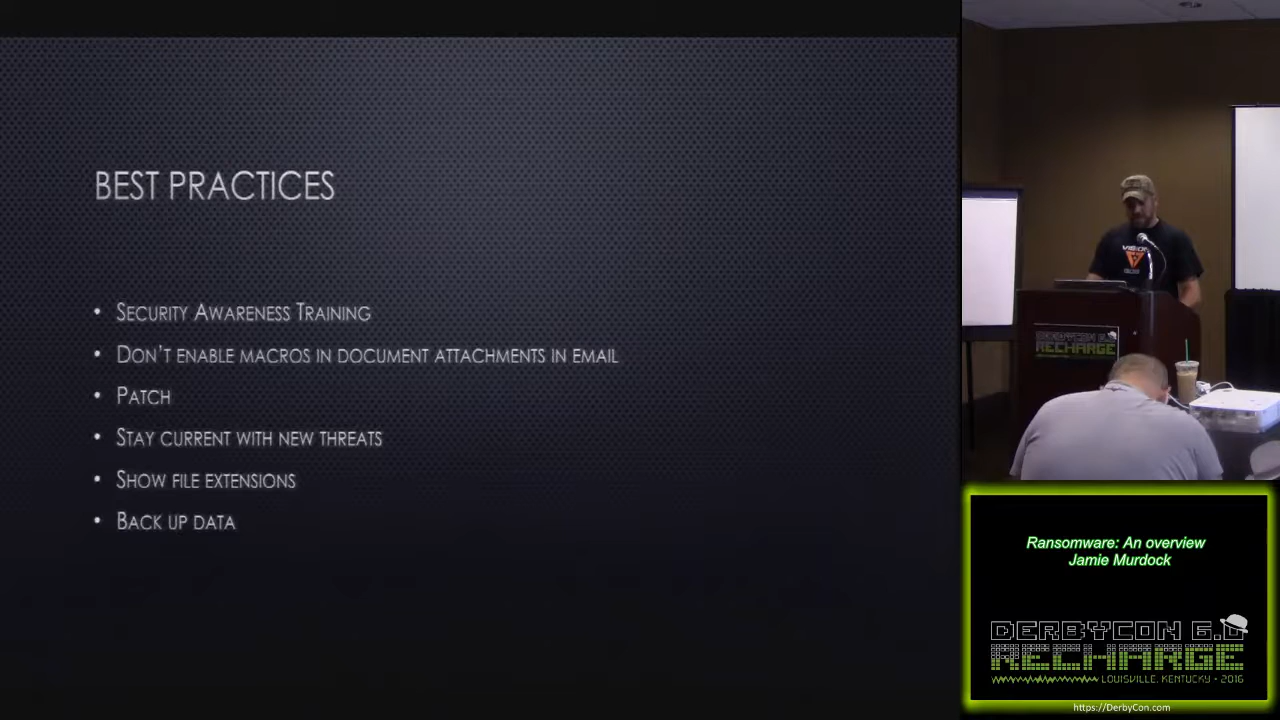 BEST PRACTICES
• SECURITY AWARENESS TRAINING
• DON'T ENABLE MACROS IN DOCUMENT ATTACHMENTS IN EMAIL
• PATCH
• STAY CURRENT WITH NEW THREATS
• SHOW FILE EXTENSIONS
• BACK UP DATA
RECHARGE
Ransomware: An overview
Jamie Murdock
DERBYCON 6.0
RECHARGE
LOUISVILLE, KENTUCKY • 2016
https://DerbyCon.com